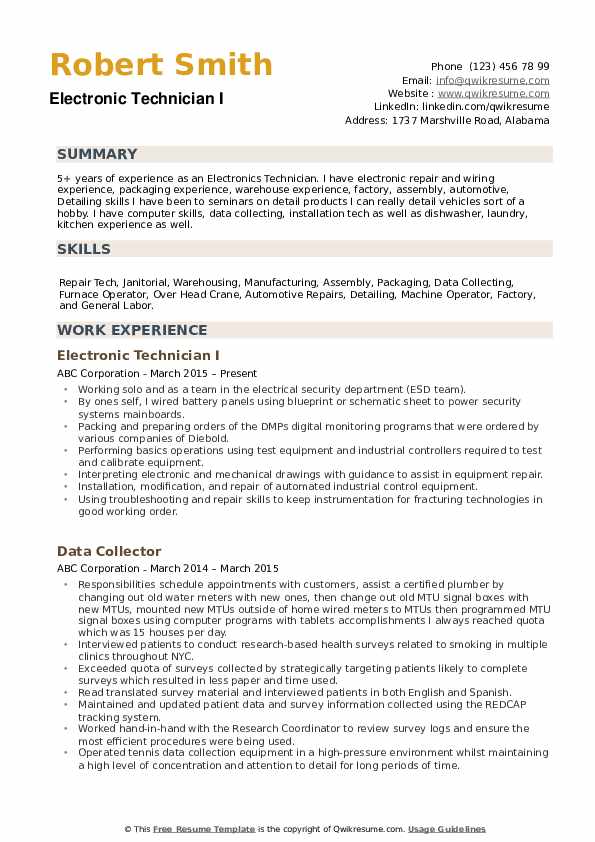 Robert Smith
Electronic Technician I
Phone (123) 456 78 99
Email: info@qwikresume.com
Website : www.qwikresume.com
LinkedIn: linkedin.com/qwikresume
Address: 1737 Marshville Road, Alabama
SUMMARY
5+ years of experience as an Electronics Technician. I have electronic repair and wiring
experience, packaging experience, warehouse experience, factory, assembly, automotive,
Detailing skills I have been to seminars on detail products I can really detail vehicles sort of a
hobby. I have computer skills, data collecting, installation tech as well as dishwasher, laundry,
kitchen experience as well.
SKILLS
Repair Tech, Janitorial, Warehousing, Manufacturing, Assembly, Packaging, Data Collecting,
Furnace Operator, Over Head Crane, Automotive Repairs, Detailing, Machine Operator, Factory,
and General Labor.
WORK EXPERIENCE
Electronic Technician I
ABC Corporation - March 2015 – Present
• Working solo and as a team in the electrical security department (ESD team).
• By ones self, I wired battery panels using blueprint or schematic sheet to power security
systems mainboards.
• Packing and preparing orders of the DMPs digital monitoring programs that were ordered by
various companies of Diebold.
• Performing basics operations using test equipment and industrial controllers required to test
and calibrate equipment.
• Interpreting electronic and mechanical drawings with guidance to assist in equipment repair.
• Installation, modification, and repair of automated industrial control equipment.
• Using troubleshooting and repair skills to keep instrumentation for fracturing technologies in
good working order.
Data Collector
ABC Corporation - March 2014 – March 2015
• Responsibilities schedule appointments with customers, assist a certified plumber by
changing out old water meters with new ones, then change out old MTU signal boxes with
new MTUs, mounted new MTUs outside of home wired meters to MTUs then programmed MTU
signal boxes using computer programs with tablets accomplishments I always reached quota
which was 15 houses per day.
• Interviewed patients to conduct research-based health surveys related to smoking in multiple
clinics throughout NYC.
• Exceeded quota of surveys collected by strategically targeting patients likely to complete
surveys which resulted in less paper and time used.
• Read translated survey material and interviewed patients in both English and Spanish.
• Maintained and updated patient data and survey information collected using the REDCAP
tracking system.
• Worked hand-in-hand with the Research Coordinator to review survey logs and ensure the
most efficient procedures were being used.
• Operated tennis data collection equipment in a high-pressure environment whilst maintaining
a high level of concentration and attention to detail for long periods of time.
© This Free Resume Template is the copyright of Qwikresume.com. Usage Guidelines